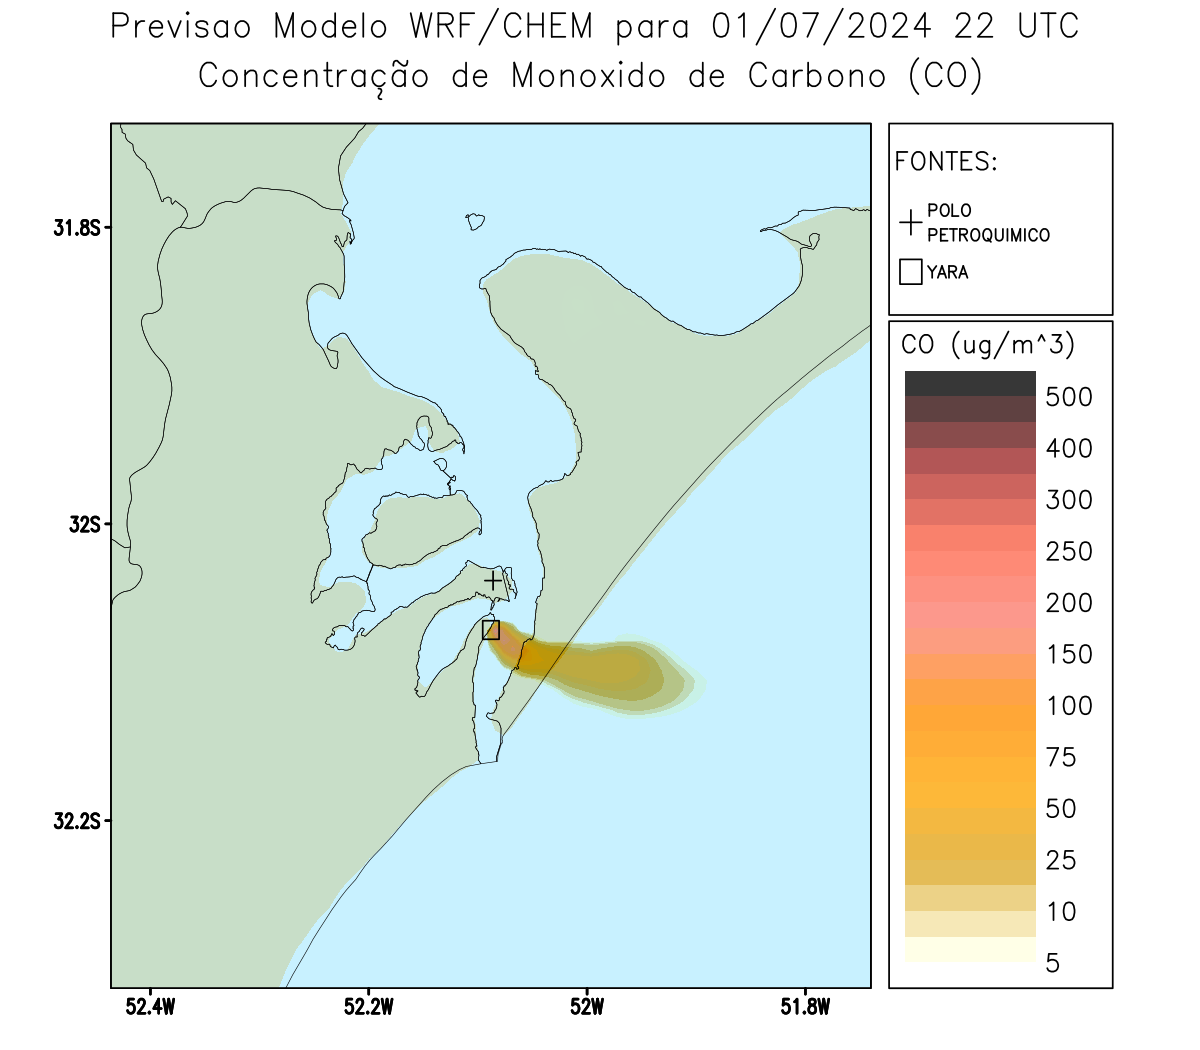 Previsao Modelo WRF/CHEM para 01/07/2024 22 UTC
Concentração de Monoxido de Carbono (CO)
FONTES:
POLO
PETROQUIMICO
YARA
CO (ug/m^3)
500
400
300
250
200
150
100
75
50
25
10
5
31.8S
32S
32.2S
52.4W
52.2W
52W
51.8W